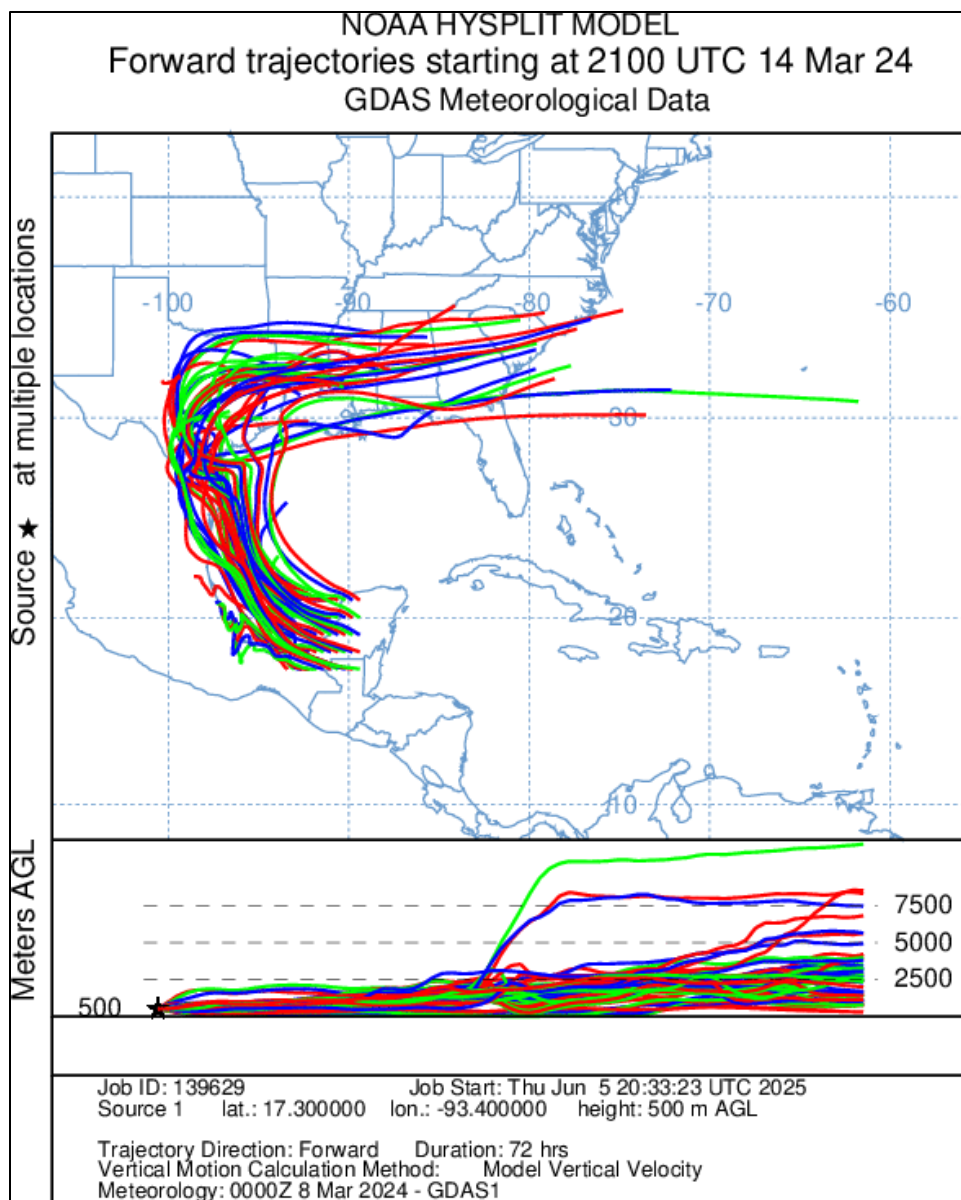 NOAA HYSPLIT MODEL
Forward trajectories starting at 2100 UTC 14 Mar 24
GDAS Meteorological Data
Source ★ at multiple locations
40
-100 -90 -80 -70 -60
30
20
10
Meters AGL
500
7500
5000
2500
Job ID: 139629 Job Start: Thu Jun 5 20:33:23 UTC 2025
Source 1 lat.: 17.300000 lon.: -93.400000 height: 500 m AGL
Trajectory Direction: Forward Duration: 72 hrs
Vertical Motion Calculation Method: Model Vertical Velocity
Meteorology: 0000Z 8 Mar 2024 - GDAS1